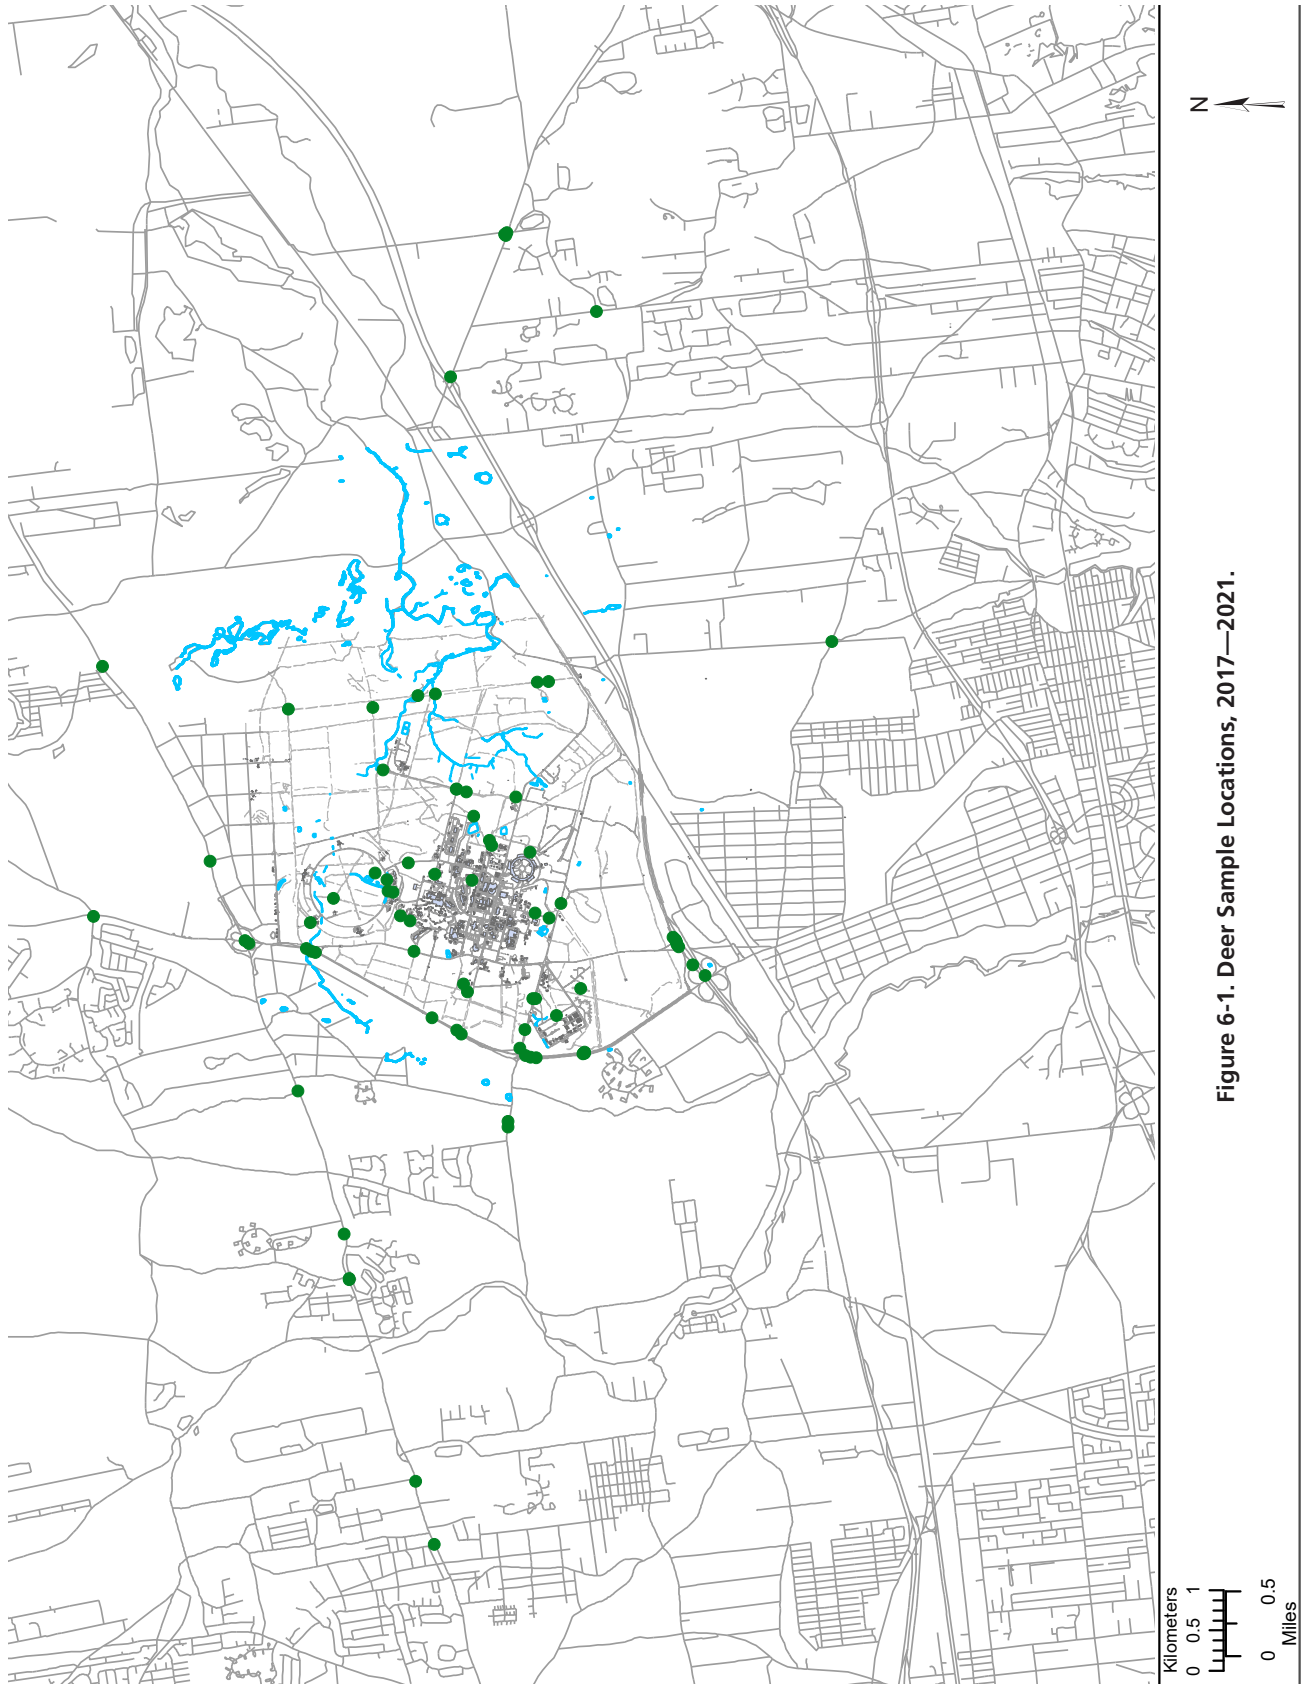 N
Figure 6-1. Deer Sample Locations, 2017—2021.
Kilometers
0 0.5 1
0 0.5
Miles